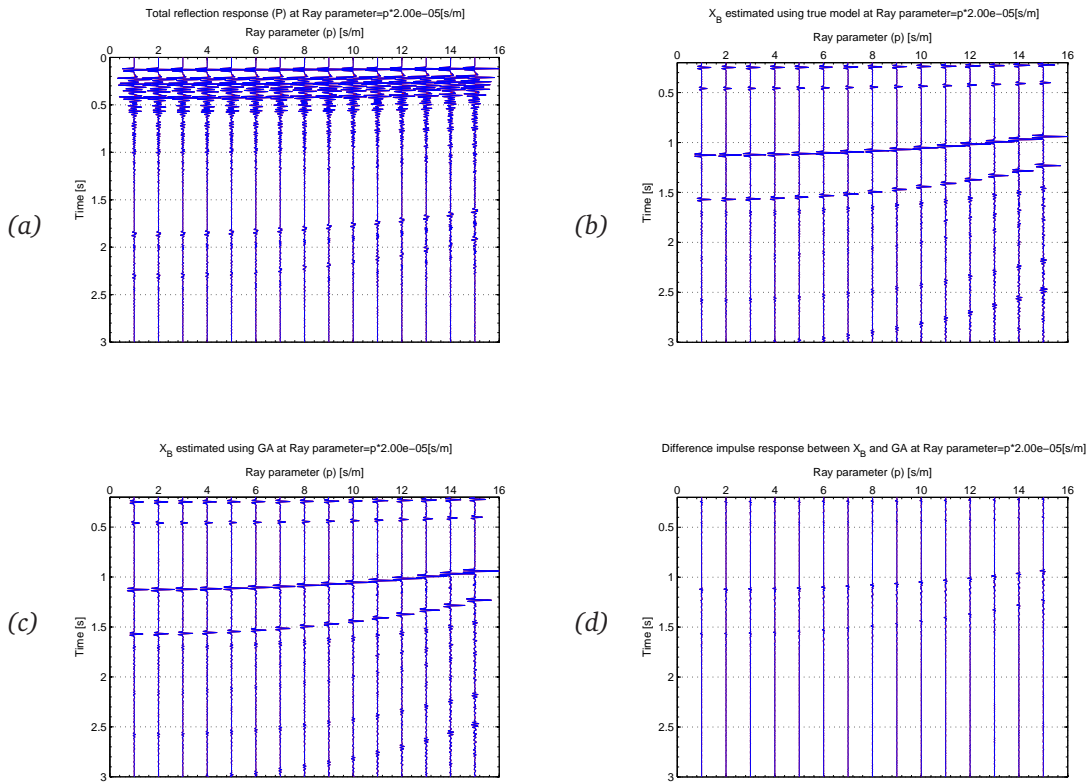 Total reflection response (P) at Ray parameter=p*2.00e−05[s/m]
Ray parameter (p) [s/m]
0 2 4 6 8 10 12 14 16
0
0.5
1
1.5
2
2.5
3
Time [s]
(a)
X_B estimated using true model at Ray parameter=p*2.00e−05[s/m]
Ray parameter (p) [s/m]
0 2 4 6 8 10 12 14 16
0.5
1
1.5
2
2.5
3
Time [s]
(b)
X_B estimated using GA at Ray parameter=p*2.00e−05[s/m]
Ray parameter (p) [s/m]
0 2 4 6 8 10 12 14 16
0.5
1
1.5
2
2.5
3
Time [s]
(c)
Difference impulse response between X_B and GA at Ray parameter=p*2.00e−05[s/m]
Ray parameter (p) [s/m]
0 2 4 6 8 10 12 14 16
0.5
1
1.5
2
2.5
3
Time [s]
(d)